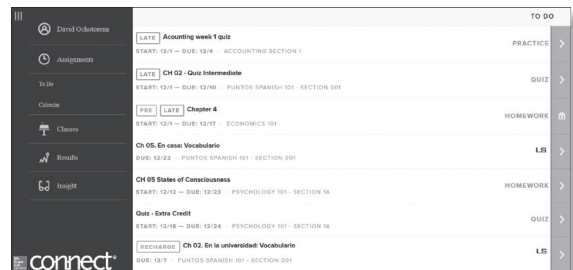 TO DO
David Ochotorena
Assignments
To Do
Calendar
Classes
Results
Insight
connect®
LATE Acounting week 1 quiz
START: 12/1 — DUE: 12/4 · ACCOUNTING SECTION 1
PRACTICE
LATE CH 02 - Quiz Intermediate
START: 12/1 — DUE: 12/10 · PUNTOS SPANISH 101 - SECTION 001
QUIZ
PRE LATE Chapter 4
START: 12/1 — DUE: 12/17 · ECONOMICS 101
HOMEWORK
Ch 05. En casa: Vocabulario
DUE: 12/22 · PUNTOS SPANISH 101 - SECTION 001
LS
CH 05 States of Consciousness
START: 12/12 — DUE: 12/23 · PSYCHOLOGY 101 - SECTION 1A
HOMEWORK
Quiz - Extra Credit
START: 12/18 — DUE: 12/24 · PSYCHOLOGY 101 - SECTION 1A
QUIZ
RECHARGE Ch 02. En la universidad: Vocabulario
DUE: 12/7 · PUNTOS SPANISH 101 - SECTION 001
LS